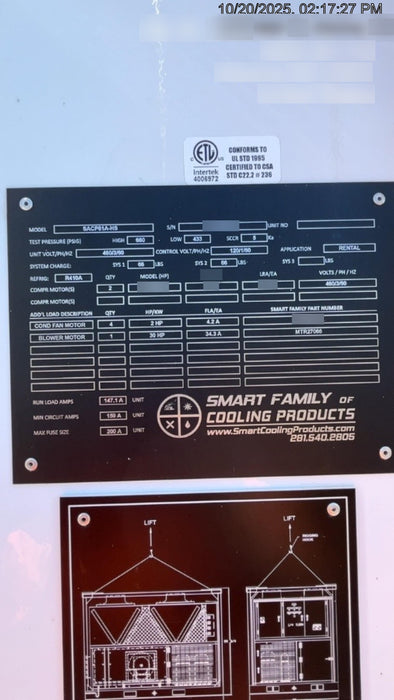 10/20/2025, 02:17:27 PM
ETL
CONFORMS TO
UL STD 1995
CERTIFIED TO CSA
STD C22.2 # 236
Intertek
4006972
MODEL SACP61A-HS S/N UNIT NO
TEST PRESSURE (PSIG) HIGH 660 LOW 433 SCCR 5 Ka
UNIT VOLT/PH/HZ 460/3/60 CONTROL VOLT/PH/HZ 120/1/60 APPLICATION RENTAL
SYSTEM CHARGE: SYS 1 66 LBS SYS 2 66 LBS SYS 3 LBS
REFRIG: R410A QTY MODEL (HP) LRA/TA VOLTS / PH / HZ
COMPR MOTOR(S) 2 460/3/60
COMPR MOTOR(S)
ADD'L LOAD DESCRIPTION QTY HP/KW FLA/TA SMART FAMILY PART NUMBER
COND FAN MOTOR 4 2 HP 4.2 A
BLOWER MOTOR 1 30 HP 34.3 A MTR27066
RUN LOAD AMPS 147.1 A UNIT
MIN CIRCUIT AMPS 159 A UNIT
MAX FUSE SIZE 200 A UNIT
SMART FAMILY OF
COOLING PRODUCTS
www.SmartCoolingProducts.com
281.540.2805
LIFT LIFT
RIGGING
HOOK